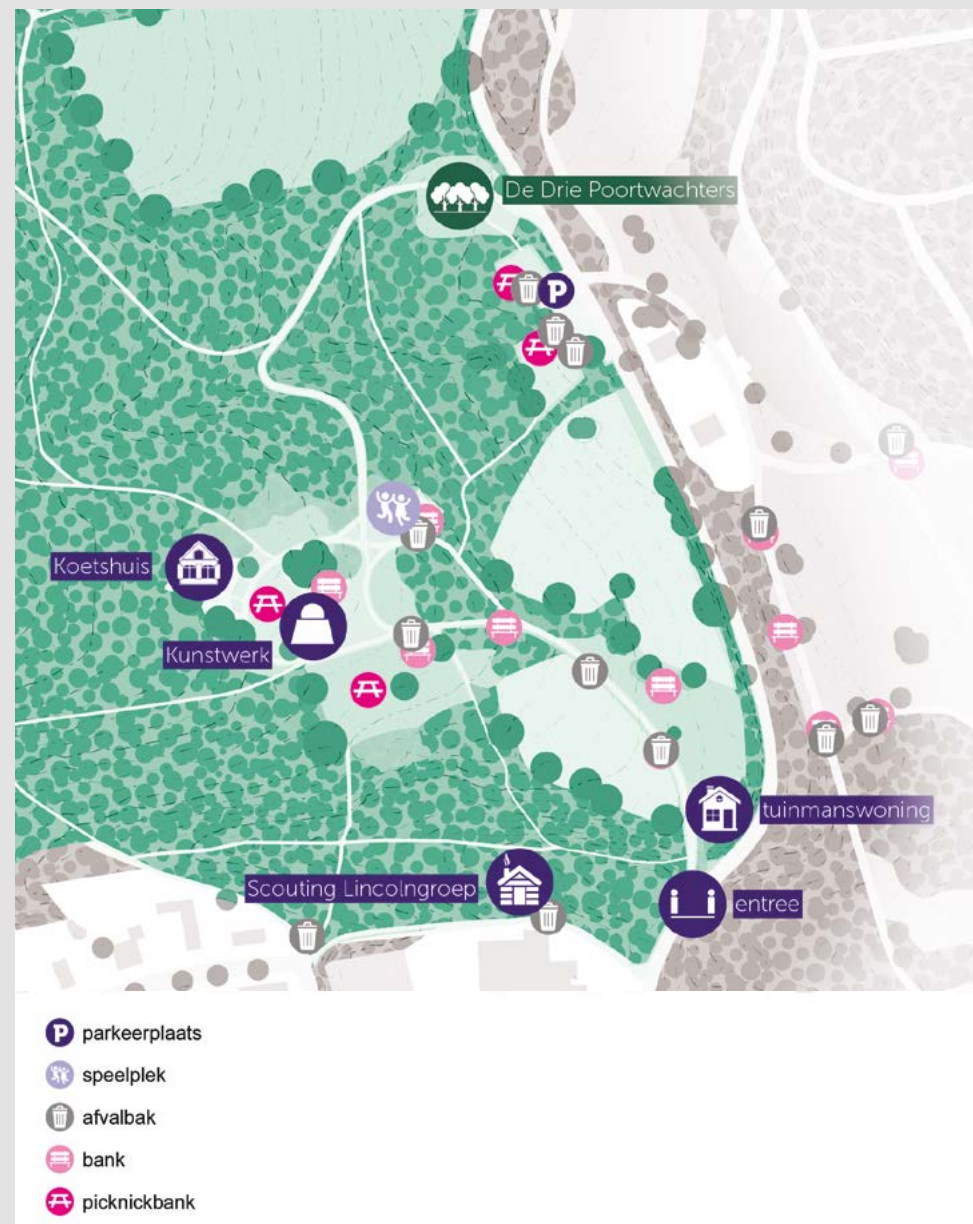 De Drie Poortwachters
P
Koetshuis
Kunstwerk
tuinmanswoning
Scouting Lincolngroep
entree
P parkeerplaats
speelplek
afvalbak
bank
picknickbank